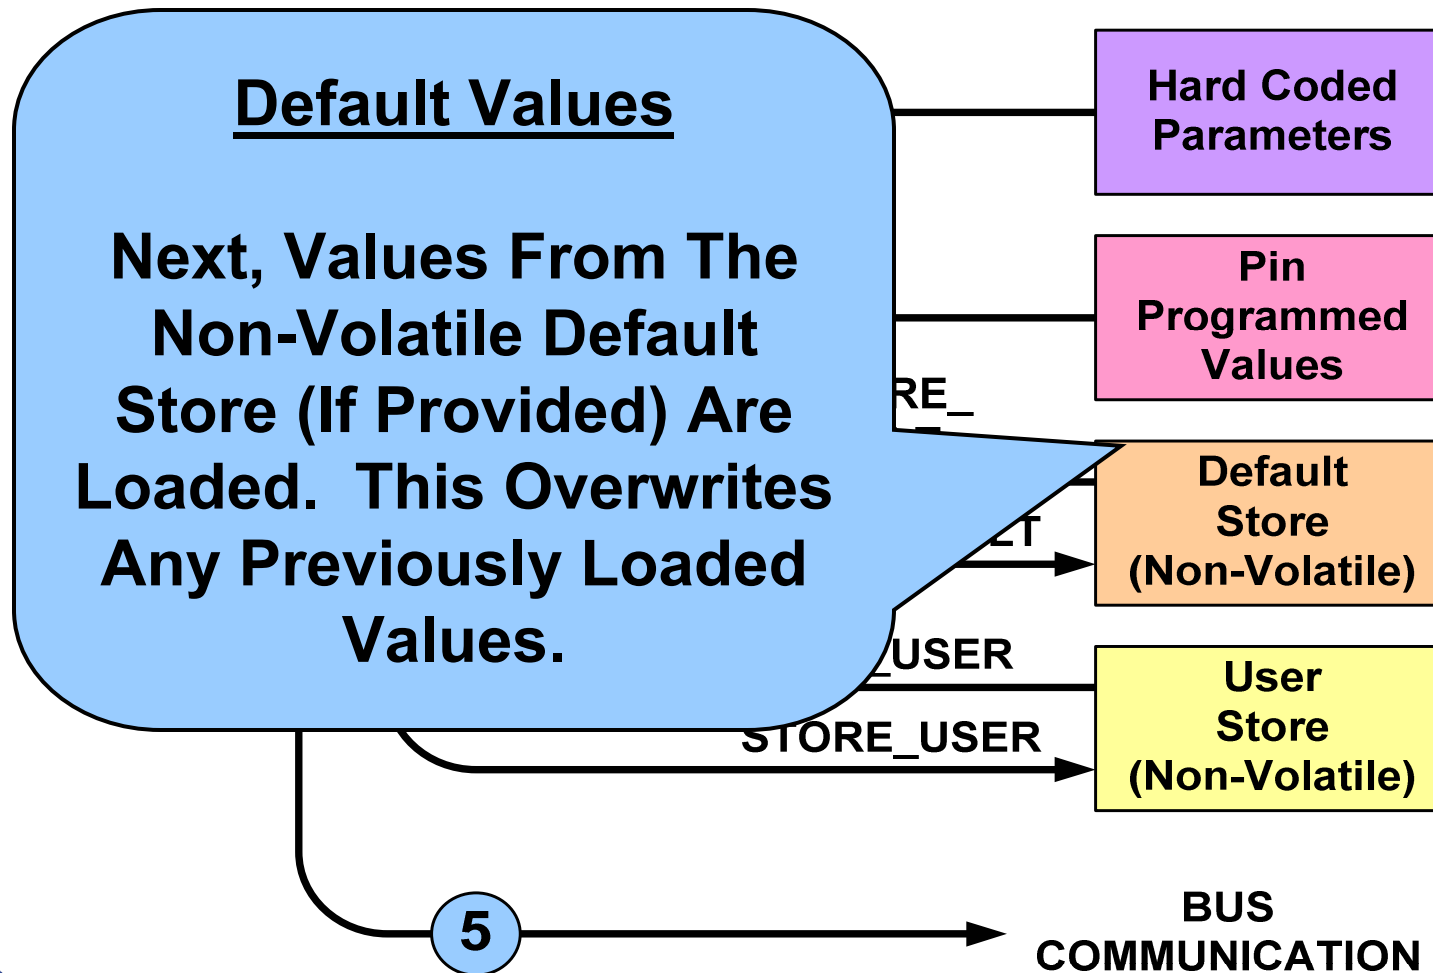 Default Values
Next, Values From The
Non-Volatile Default
Store (If Provided) Are
Loaded.  This Overwrites
Any Previously Loaded
Values.
Hard Coded
Parameters
Pin
Programmed
Values
Default
Store
(Non-Volatile)
_USER
User
Store
(Non-Volatile)
STORE_USER
5
BUS
COMMUNICATION